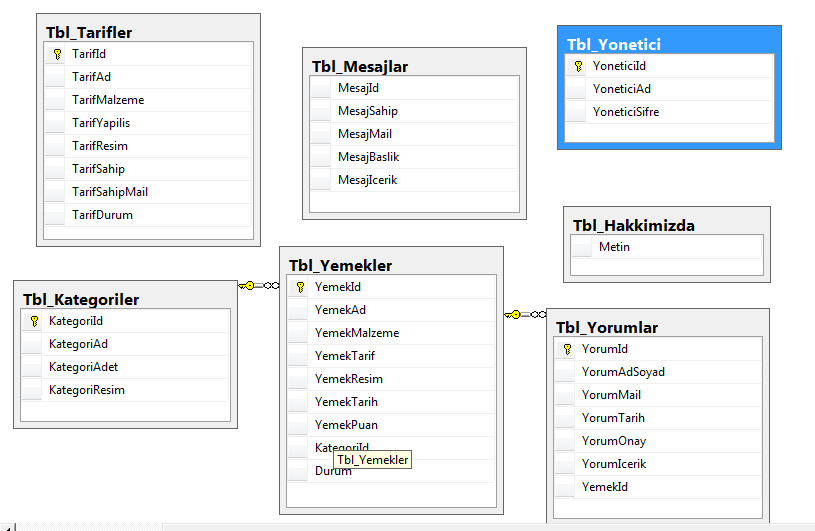 Tbl_Tarifler
TarifId
TarifAd
TarifMalzeme
TarifYapilis
TarifResim
TarifSahip
TarifSahipMail
TarifDurum
Tbl_Mesajlar
MesajId
MesajSahip
MesajMail
MesajBaslik
MesajIcerik
Tbl_Yonetici
YoneticiId
YoneticiAd
YoneticiSifre
Tbl_Hakkimizda
Metin
Tbl_Kategoriler
KategoriId
KategoriAd
KategoriAdet
KategoriResim
Tbl_Yemekler
YemekId
YemekAd
YemekMalzeme
YemekTarif
YemekResim
YemekTarih
YemekPuan
KategoriId
Tbl_Yemekler
Durum
Tbl_Yorumlar
YorumId
YorumAdSoyad
YorumMail
YorumTarih
YorumOnay
YorumIcerik
YemekId